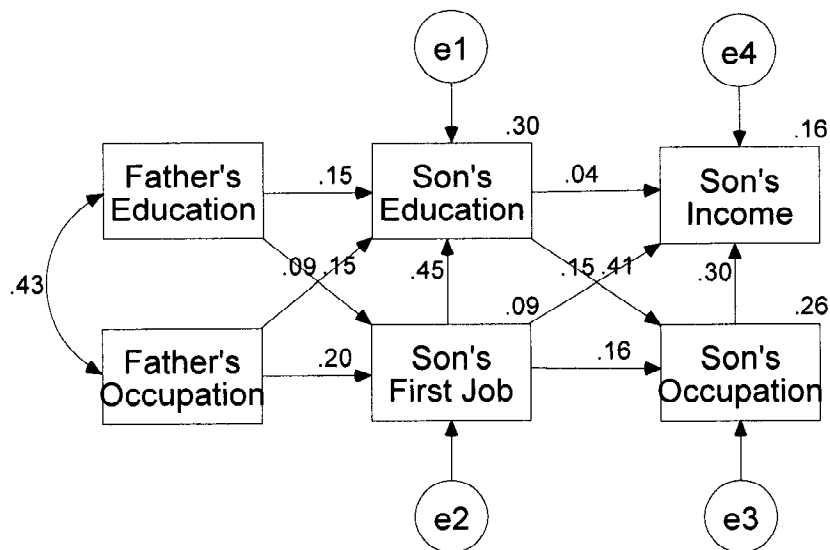 e1
e4
.30
.16
Father's
Education
.15
Son's
Education
.04
Son's
Income
.43
.09
.15
.45
.15
.41
.30
.09
.26
Father's
Occupation
.20
Son's
First Job
.16
Son's
Occupation
e2
e3